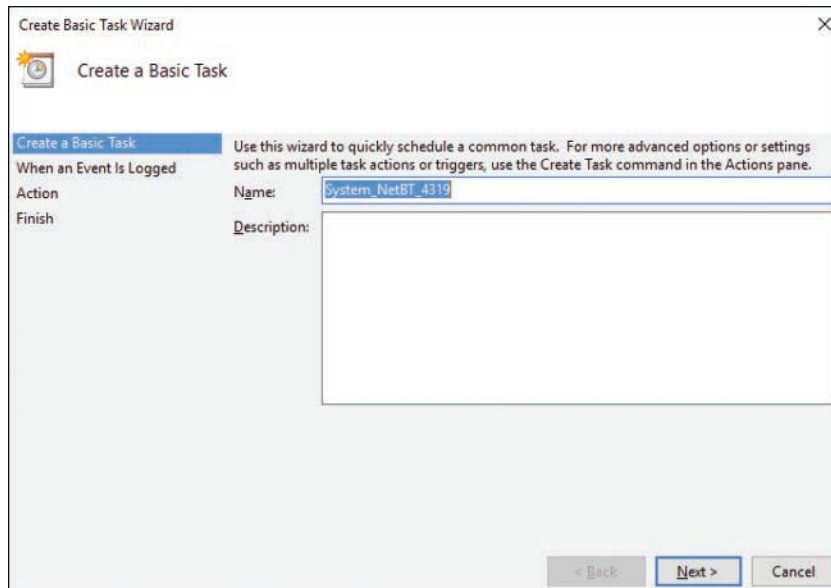 Create Basic Task Wizard
Create a Basic Task
Create a Basic Task
When an Event Is Logged
Action
Finish
Use this wizard to quickly schedule a common task. For more advanced options or settings
such as multiple task actions or triggers, use the Create Task command in the Actions pane.
Name: System_NetBT_4319
Description:
< Back Next > Cancel